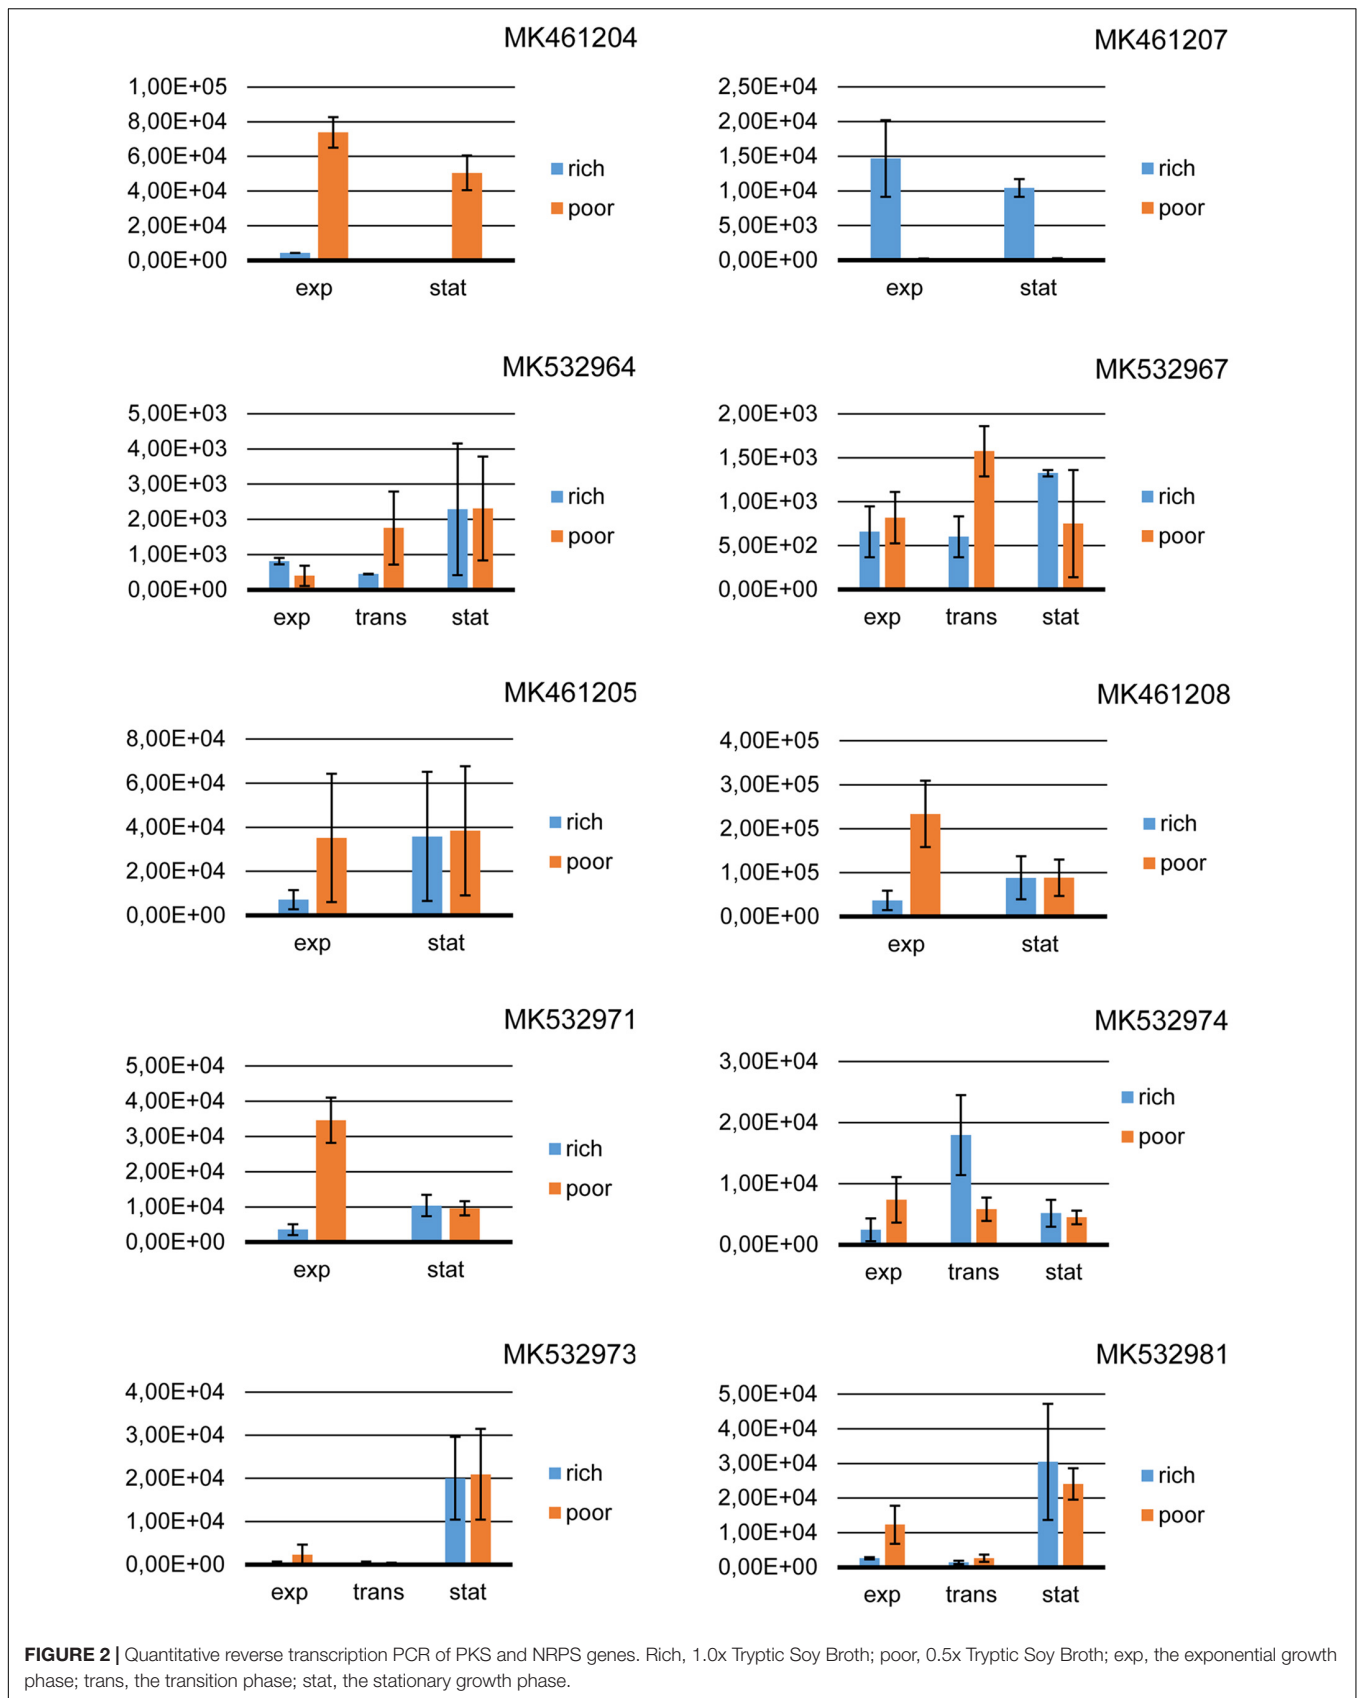 MK461204
1,00E+05
8,00E+04
6,00E+04
4,00E+04
2,00E+04
0,00E+00
exp stat
rich
poor
MK461207
2,50E+04
2,00E+04
1,50E+04
1,00E+04
5,00E+03
0,00E+00
exp stat
rich
poor
MK532964
5,00E+03
4,00E+03
3,00E+03
2,00E+03
1,00E+03
0,00E+00
exp trans stat
rich
poor
MK532967
2,00E+03
1,50E+03
1,00E+03
5,00E+02
0,00E+00
exp trans stat
rich
poor
MK461205
8,00E+04
6,00E+04
4,00E+04
2,00E+04
0,00E+00
exp stat
rich
poor
MK461208
4,00E+05
3,00E+05
2,00E+05
1,00E+05
0,00E+00
exp stat
rich
poor
MK532971
5,00E+04
4,00E+04
3,00E+04
2,00E+04
1,00E+04
0,00E+00
exp stat
rich
poor
MK532974
3,00E+04
2,00E+04
1,00E+04
0,00E+00
exp trans stat
rich
poor
MK532973
4,00E+04
3,00E+04
2,00E+04
1,00E+04
0,00E+00
exp trans stat
rich
poor
MK532981
5,00E+04
4,00E+04
3,00E+04
2,00E+04
1,00E+04
0,00E+00
exp trans stat
rich
poor
FIGURE 2 | Quantitative reverse transcription PCR of PKS and NRPS genes. Rich, 1.0x Tryptic Soy Broth; poor, 0.5x Tryptic Soy Broth; exp, the exponential growth
phase; trans, the transition phase; stat, the stationary growth phase.